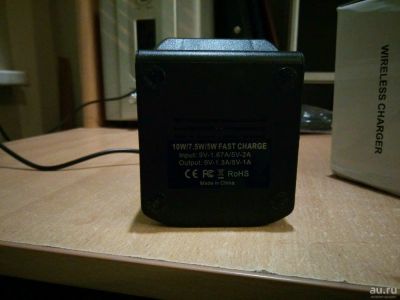 10W/7.5W/5W FAST CHARGE
Input: 9V-1.67A/5V-2A
Output: 9V-1.3A/5V-1A
CE FC RoHS
Made in China
WIRELESS CHARGER
au.ru